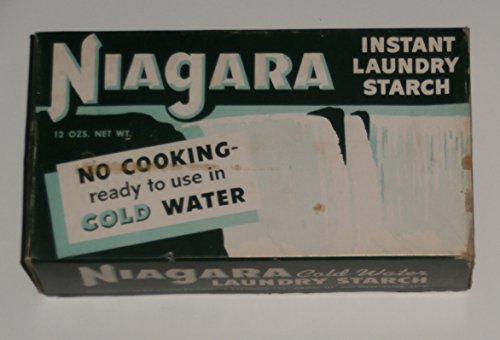 NIAGARA
INSTANT
LAUNDRY
STARCH
12 OZS. NET WT.
NO COOKING-
ready to use in
COLD WATER
NIAGARA Cold Water
LAUNDRY STARCH